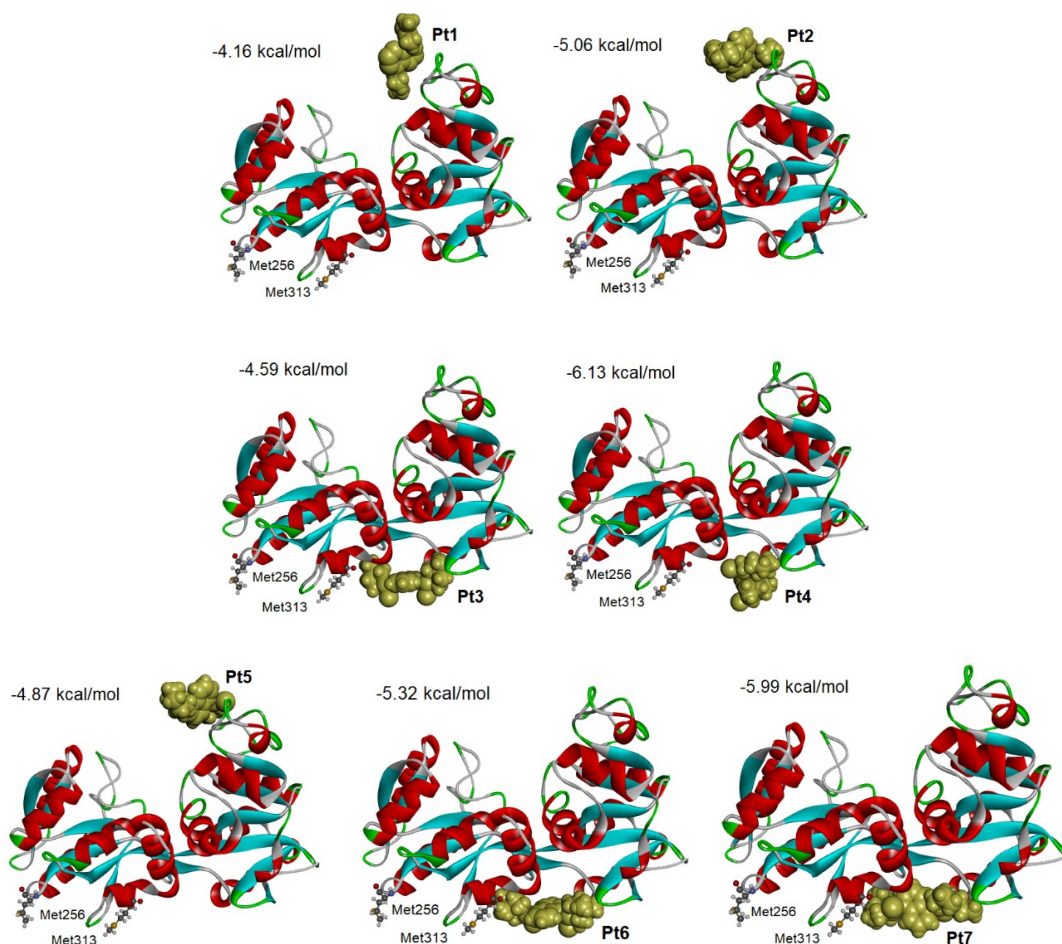 -4.16 kcal/mol
Pt1
Met256
Met313
-5.06 kcal/mol
Pt2
Met256
Met313
-4.59 kcal/mol
Met256
Met313
Pt3
-6.13 kcal/mol
Met256
Met313
Pt4
-4.87 kcal/mol
Pt5
Met256
Met313
-5.32 kcal/mol
Met256
Met313
Pt6
-5.99 kcal/mol
Met256
Met313
Pt7